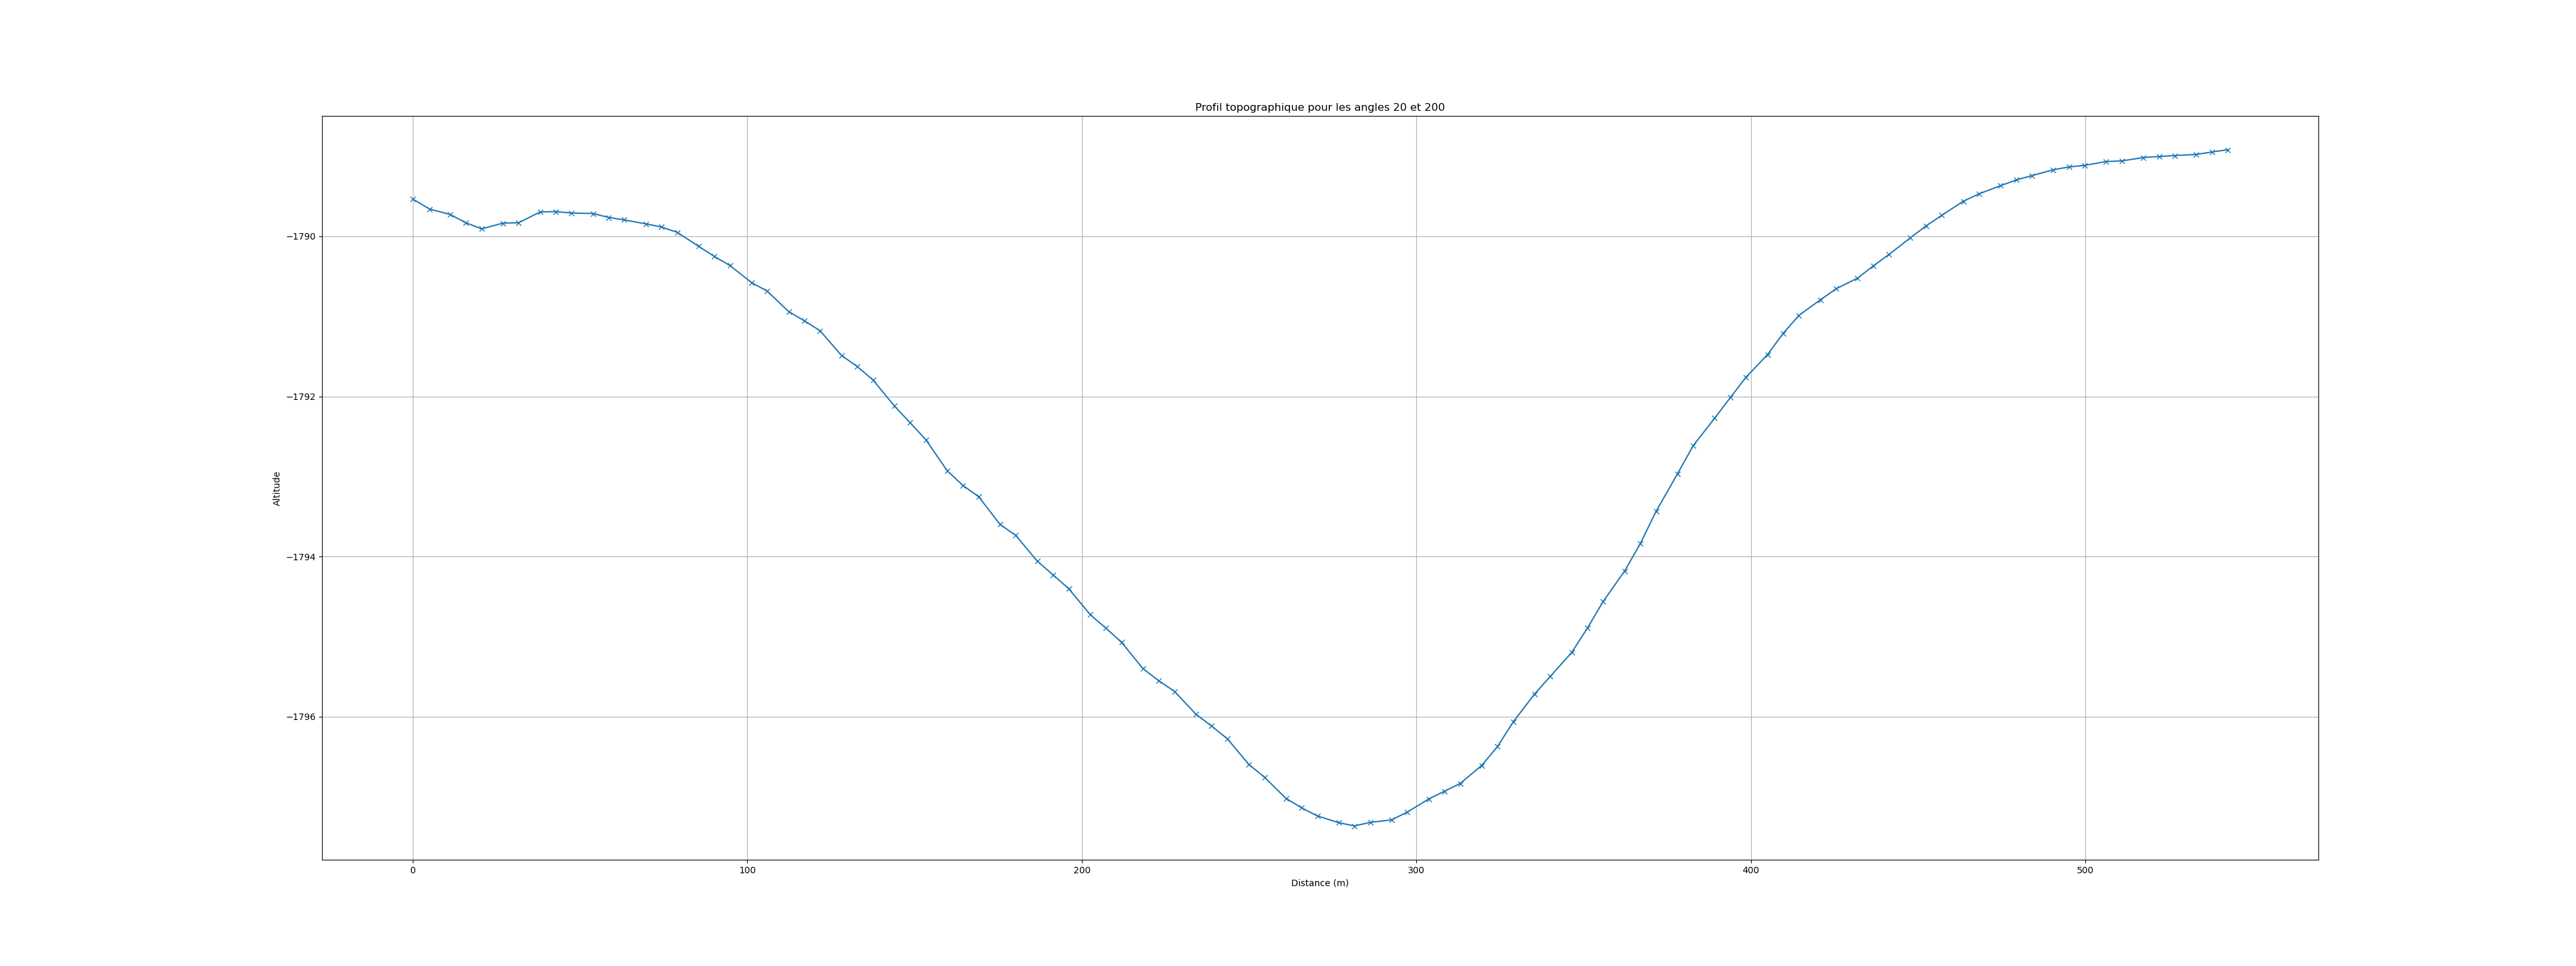 Profil topographique pour les angles 20 et 200
Altitude
−1790
−1792
−1794
−1796
0 100 200 300 400 500
Distance (m)